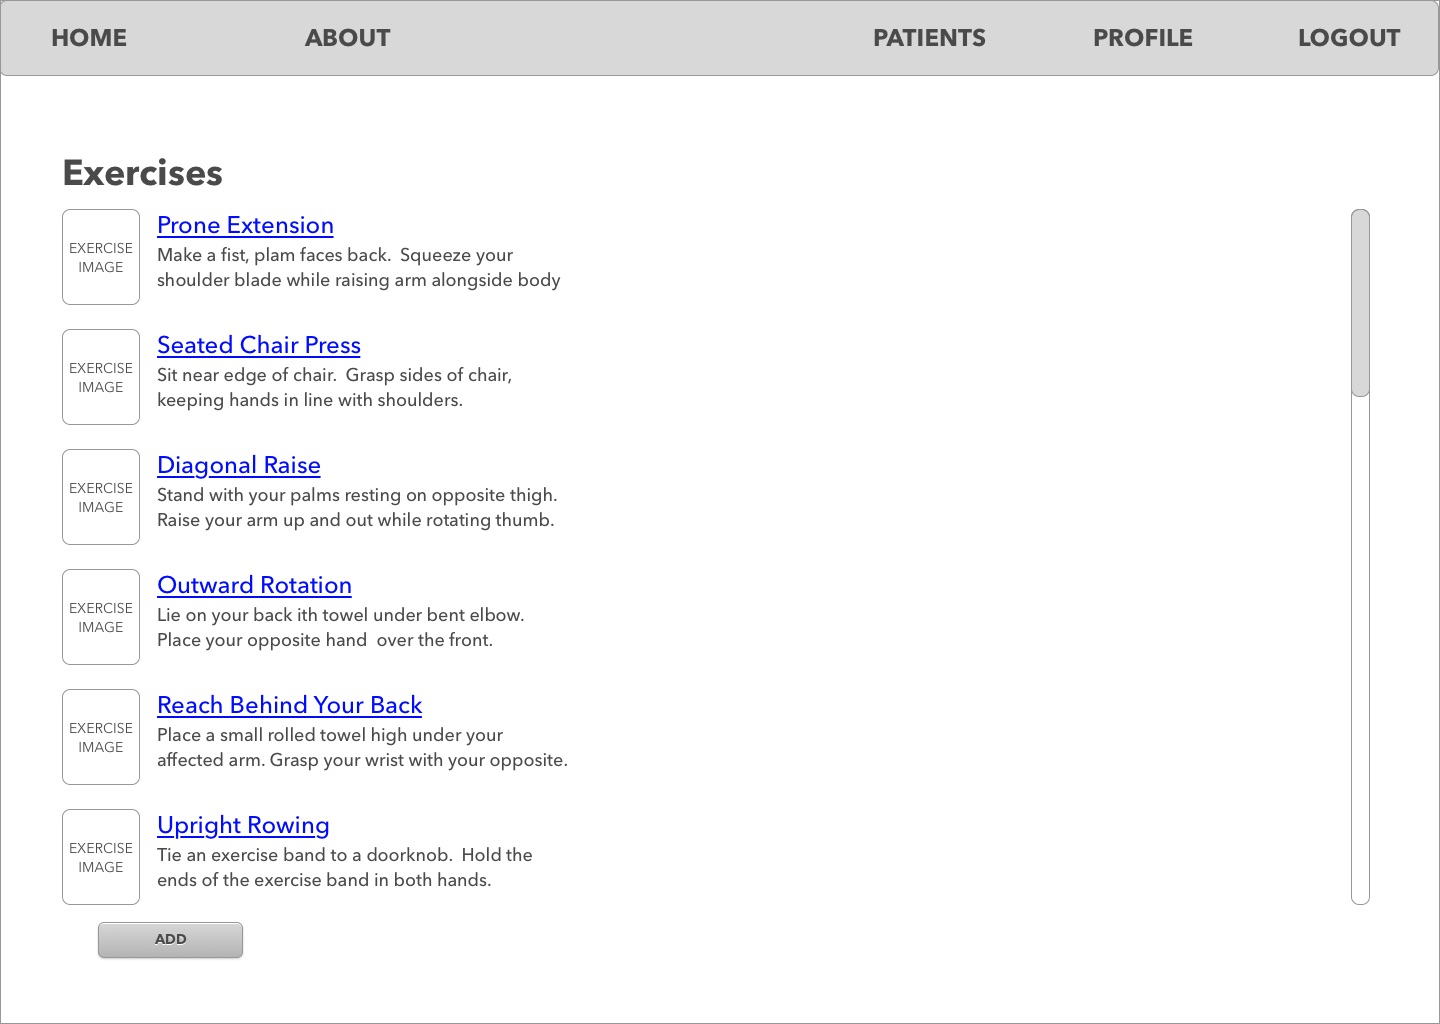 HOME ABOUT PATIENTS PROFILE LOGOUT
Exercises
EXERCISE
IMAGE
Prone Extension
Make a fist, plam faces back.  Squeeze your
shoulder blade while raising arm alongside body
EXERCISE
IMAGE
Seated Chair Press
Sit near edge of chair.  Grasp sides of chair,
keeping hands in line with shoulders.
EXERCISE
IMAGE
Diagonal Raise
Stand with your palms resting on opposite thigh.
Raise your arm up and out while rotating thumb.
EXERCISE
IMAGE
Outward Rotation
Lie on your back ith towel under bent elbow.
Place your opposite hand  over the front.
EXERCISE
IMAGE
Reach Behind Your Back
Place a small rolled towel high under your
affected arm. Grasp your wrist with your opposite.
EXERCISE
IMAGE
Upright Rowing
Tie an exercise band to a doorknob.  Hold the
ends of the exercise band in both hands.
ADD